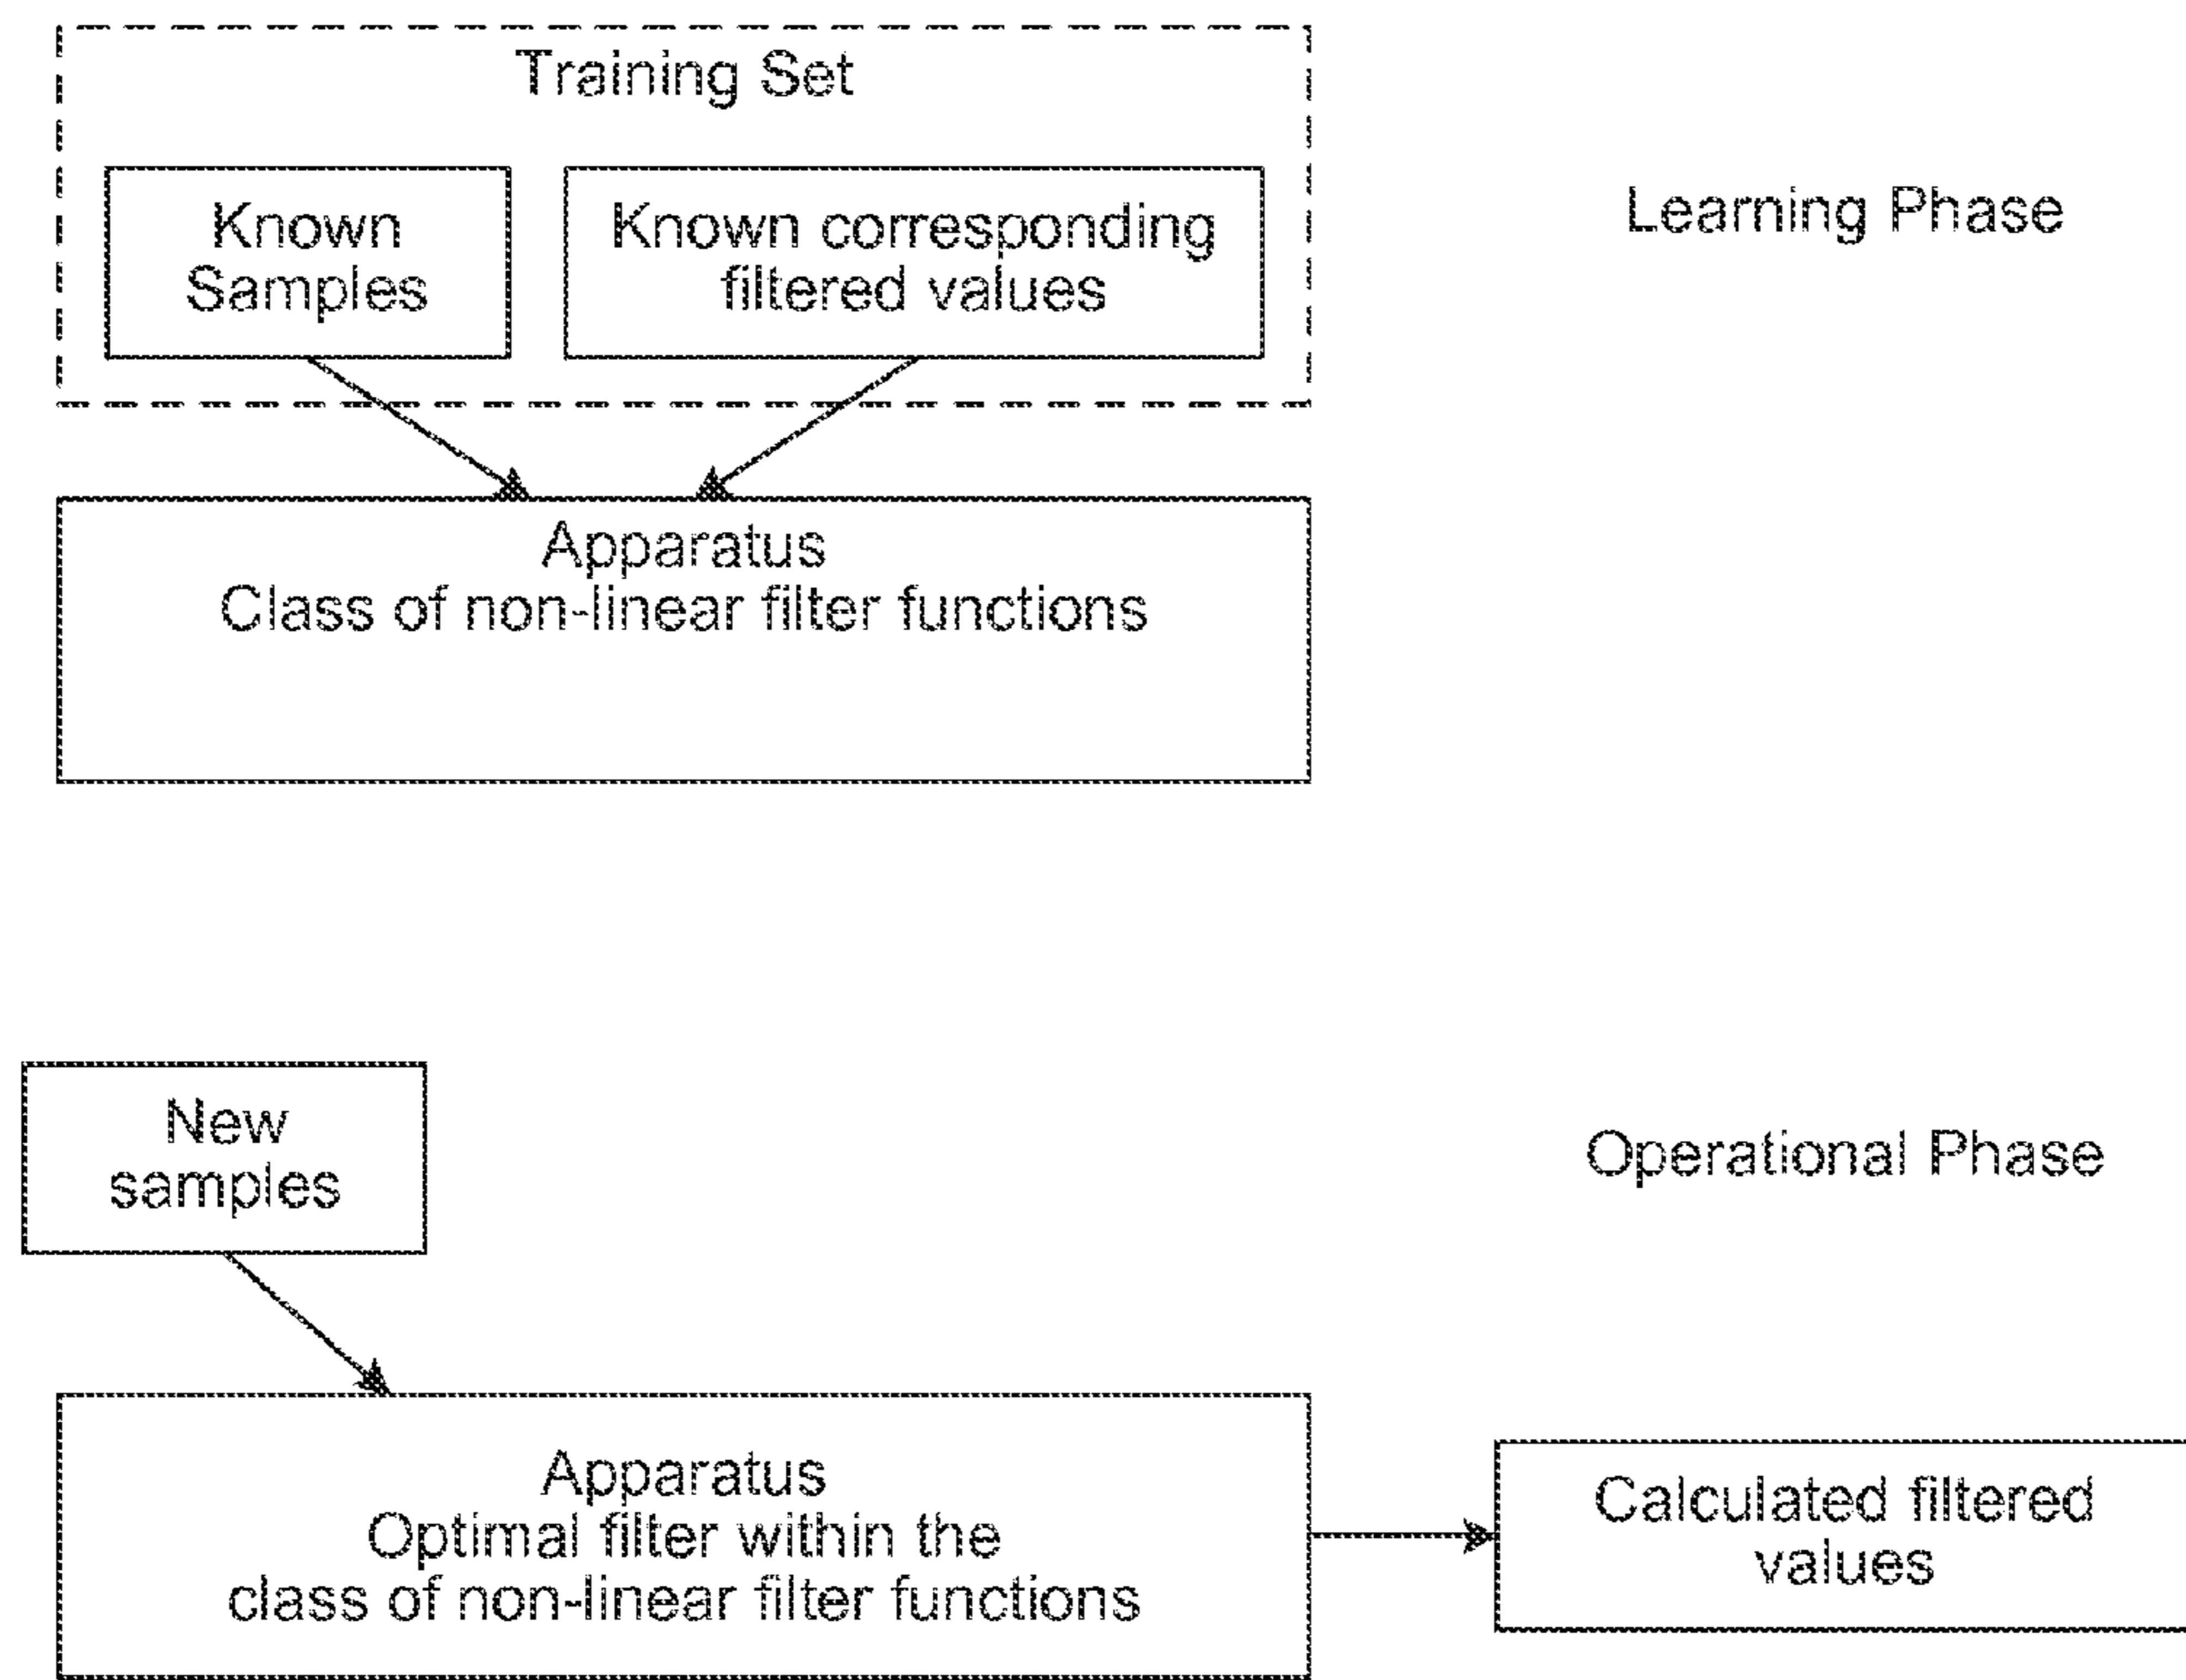 Training Set
Known
Samples
Known corresponding
filtered values
Learning Phase
Apparatus
Class of non-linear filter functions
New
samples
Operational Phase
Apparatus
Optimal filter within the
class of non-linear filter functions
Calculated filtered
values